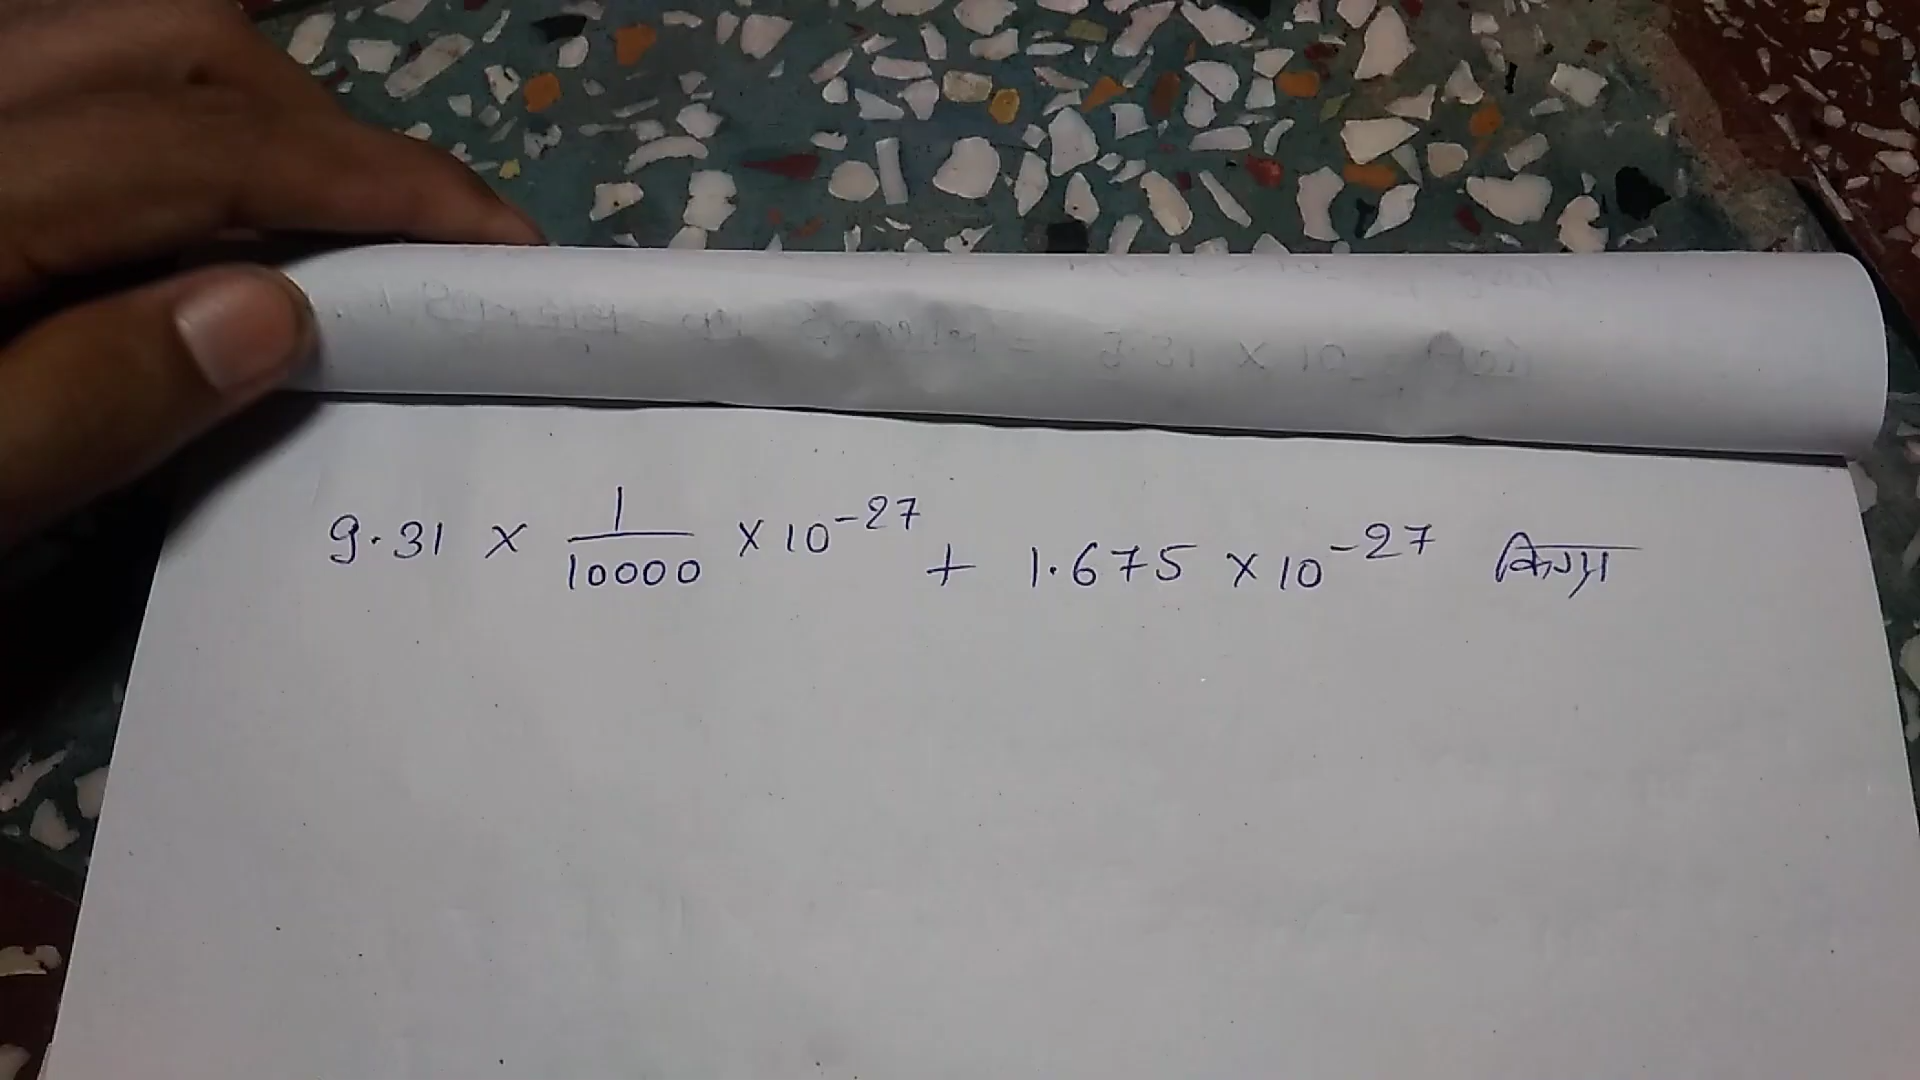 9.31 × 1/10000 × 10^-27 + 1.675 × 10^-27 किग्रा